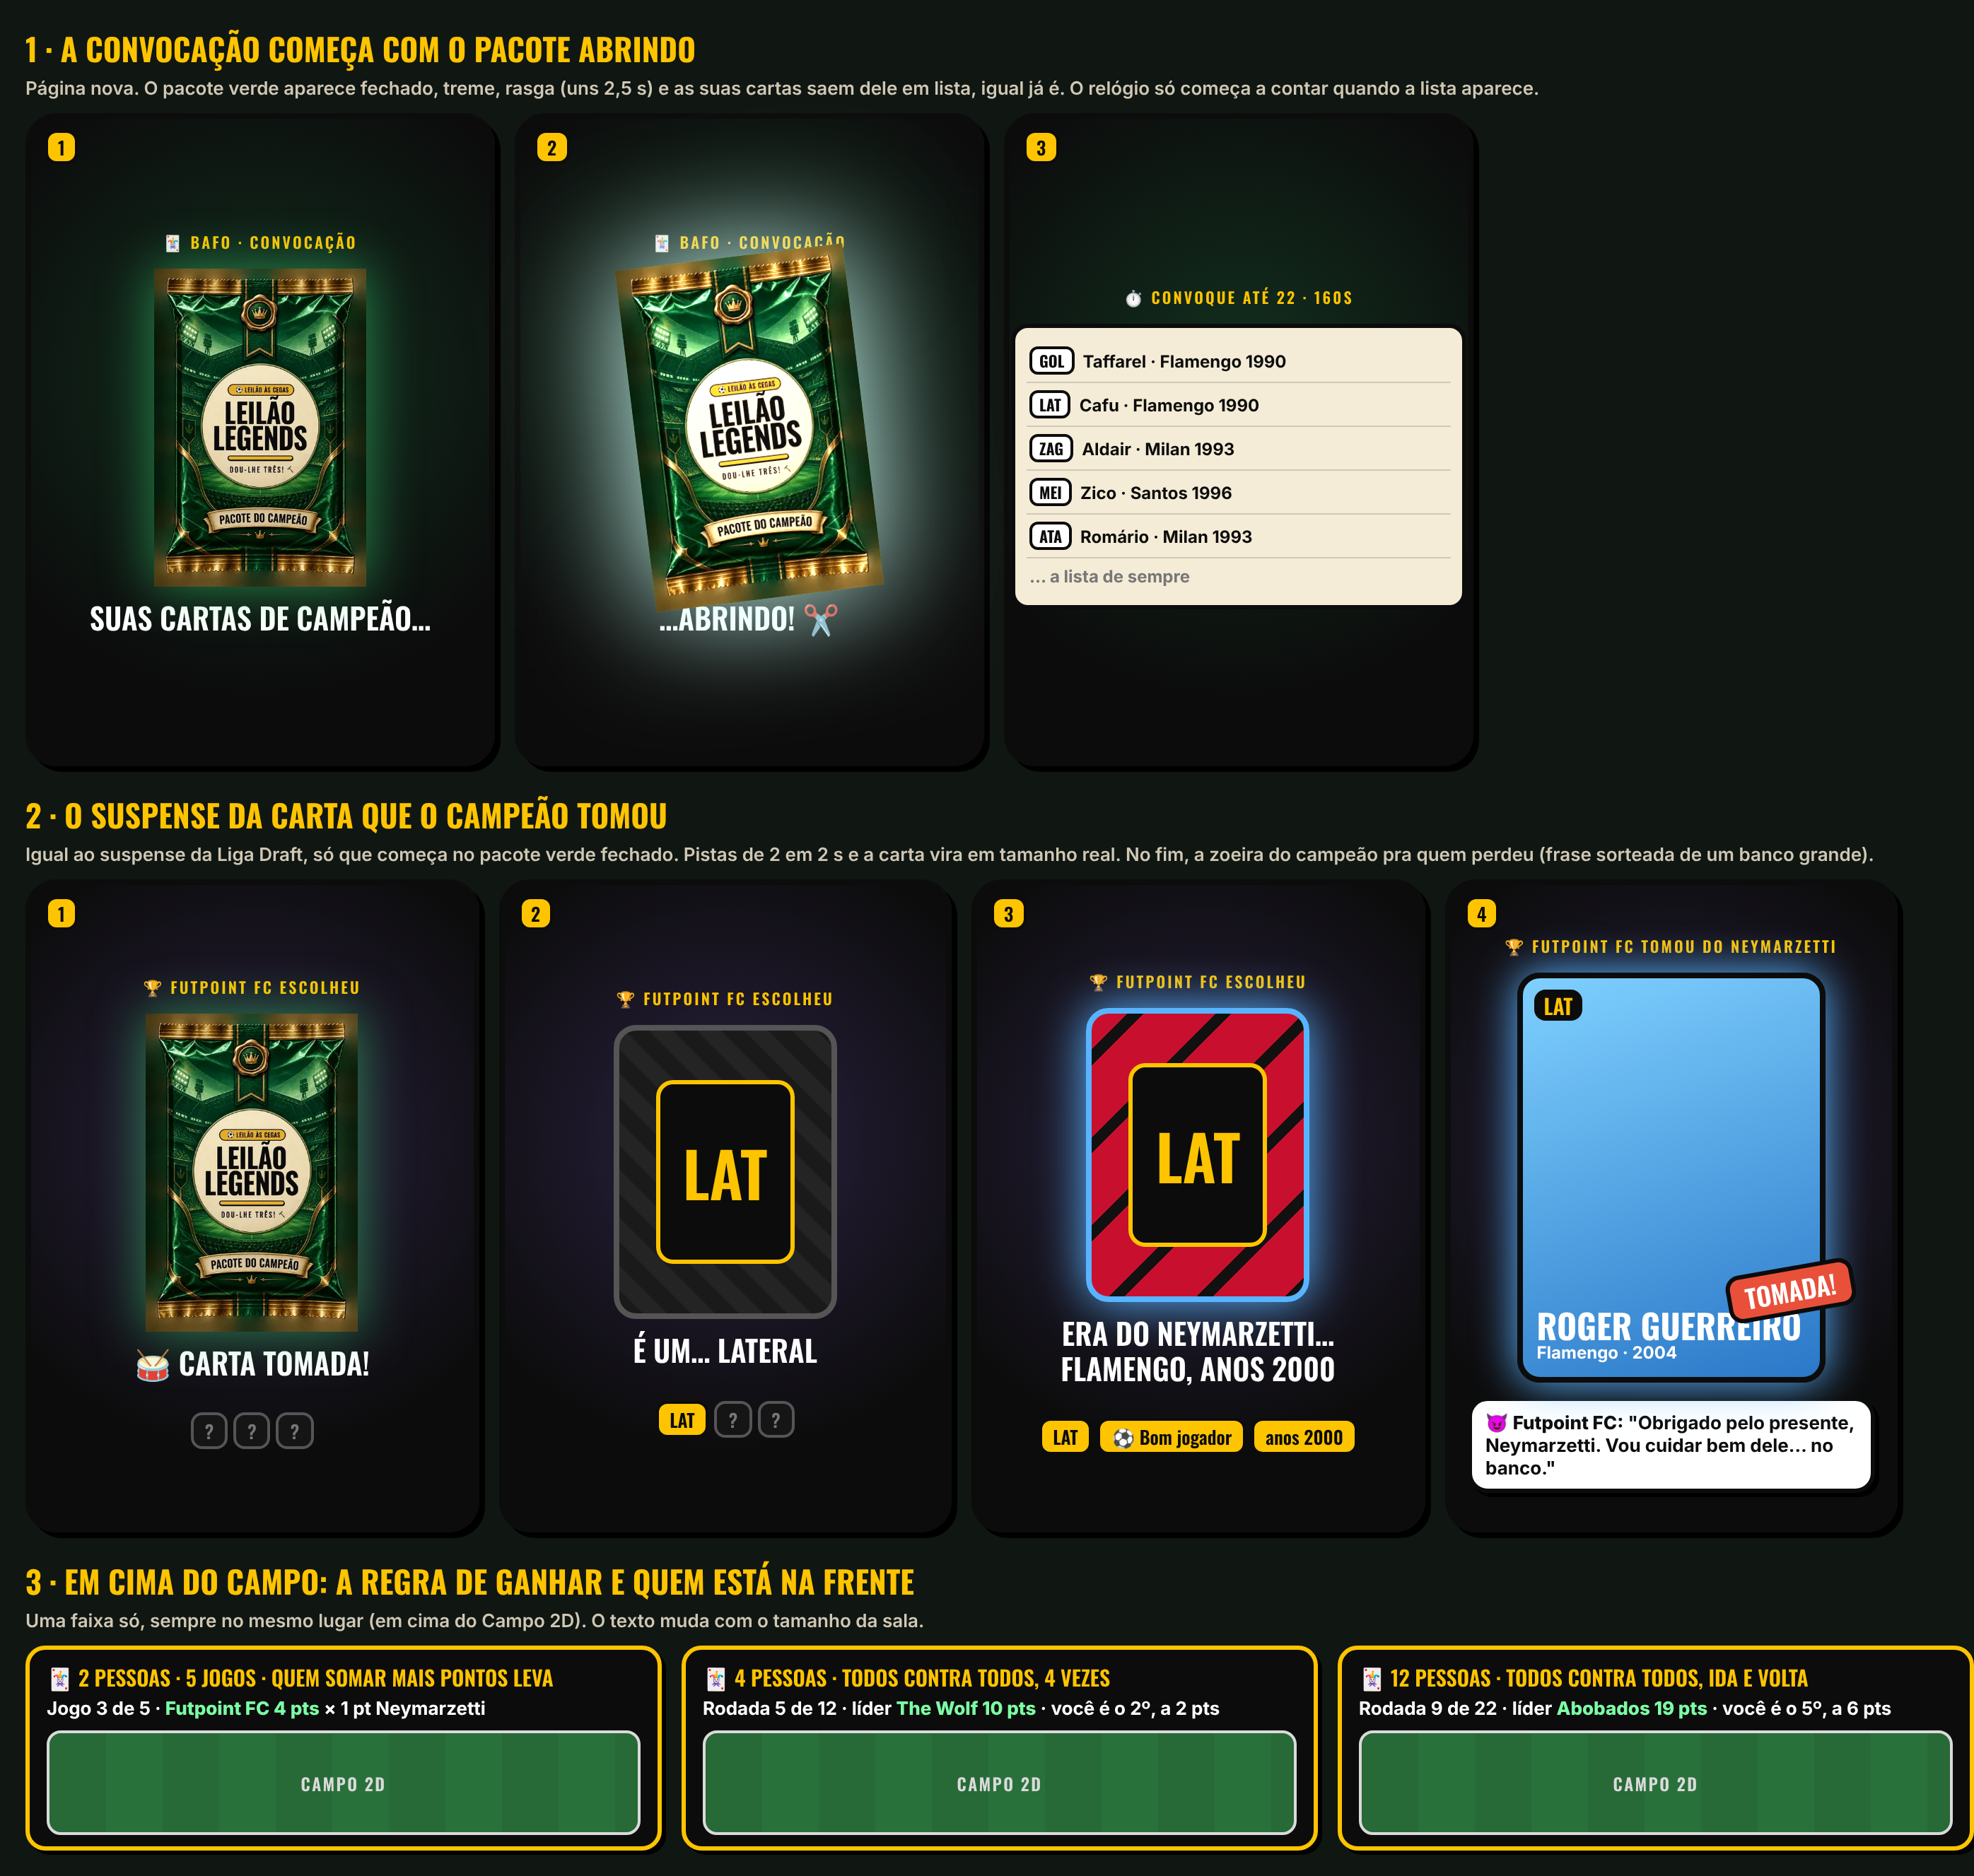 1 · A CONVOCAÇÃO COMEÇA COM O PACOTE ABRINDO
Página nova. O pacote verde aparece fechado, treme, rasga (uns 2,5 s) e as suas cartas saem dele em lista, igual já é. O relógio só começa a contar quando a lista aparece.
1
🃏 BAFO · CONVOCAÇÃO
LEILÃO ÀS CEGAS
LEILÃO
LEGENDS
DOU-LHE TRÊS!
PACOTE DO CAMPEÃO
SUAS CARTAS DE CAMPEÃO...
2
🃏 BAFO · CONVOCAÇÃO
LEILÃO ÀS CEGAS
LEILÃO
LEGENDS
DOU-LHE TRÊS!
PACOTE DO CAMPEÃO
...ABRINDO! ✂️
3
⏱️ CONVOQUE ATÉ 22 · 160S
GOL Taffarel · Flamengo 1990
LAT Cafu · Flamengo 1990
ZAG Aldair · Milan 1993
MEI Zico · Santos 1996
ATA Romário · Milan 1993
... a lista de sempre
2 · O SUSPENSE DA CARTA QUE O CAMPEÃO TOMOU
Igual ao suspense da Liga Draft, só que começa no pacote verde fechado. Pistas de 2 em 2 s e a carta vira em tamanho real. No fim, a zoeira do campeão pra quem perdeu (frase sorteada de um banco grande).
1
🏆 FUTPOINT FC ESCOLHEU
LEILÃO ÀS CEGAS
LEILÃO
LEGENDS
DOU-LHE TRÊS!
PACOTE DO CAMPEÃO
🥁 CARTA TOMADA!
? ? ?
2
🏆 FUTPOINT FC ESCOLHEU
LAT
É UM... LATERAL
LAT ? ?
3
🏆 FUTPOINT FC ESCOLHEU
LAT
ERA DO NEYMARZETTI...
FLAMENGO, ANOS 2000
LAT ⚽ Bom jogador anos 2000
4
🏆 FUTPOINT FC TOMOU DO NEYMARZETTI
LAT
TOMADA!
ROGER GUERREIRO
Flamengo · 2004
😈 Futpoint FC: "Obrigado pelo presente,
Neymarzetti. Vou cuidar bem dele... no
banco."
3 · EM CIMA DO CAMPO: A REGRA DE GANHAR E QUEM ESTÁ NA FRENTE
Uma faixa só, sempre no mesmo lugar (em cima do Campo 2D). O texto muda com o tamanho da sala.
🃏 2 PESSOAS · 5 JOGOS · QUEM SOMAR MAIS PONTOS LEVA
Jogo 3 de 5 · Futpoint FC 4 pts × 1 pt Neymarzetti
CAMPO 2D
🃏 4 PESSOAS · TODOS CONTRA TODOS, 4 VEZES
Rodada 5 de 12 · líder The Wolf 10 pts · você é o 2º, a 2 pts
CAMPO 2D
🃏 12 PESSOAS · TODOS CONTRA TODOS, IDA E VOLTA
Rodada 9 de 22 · líder Abobados 19 pts · você é o 5º, a 6 pts
CAMPO 2D